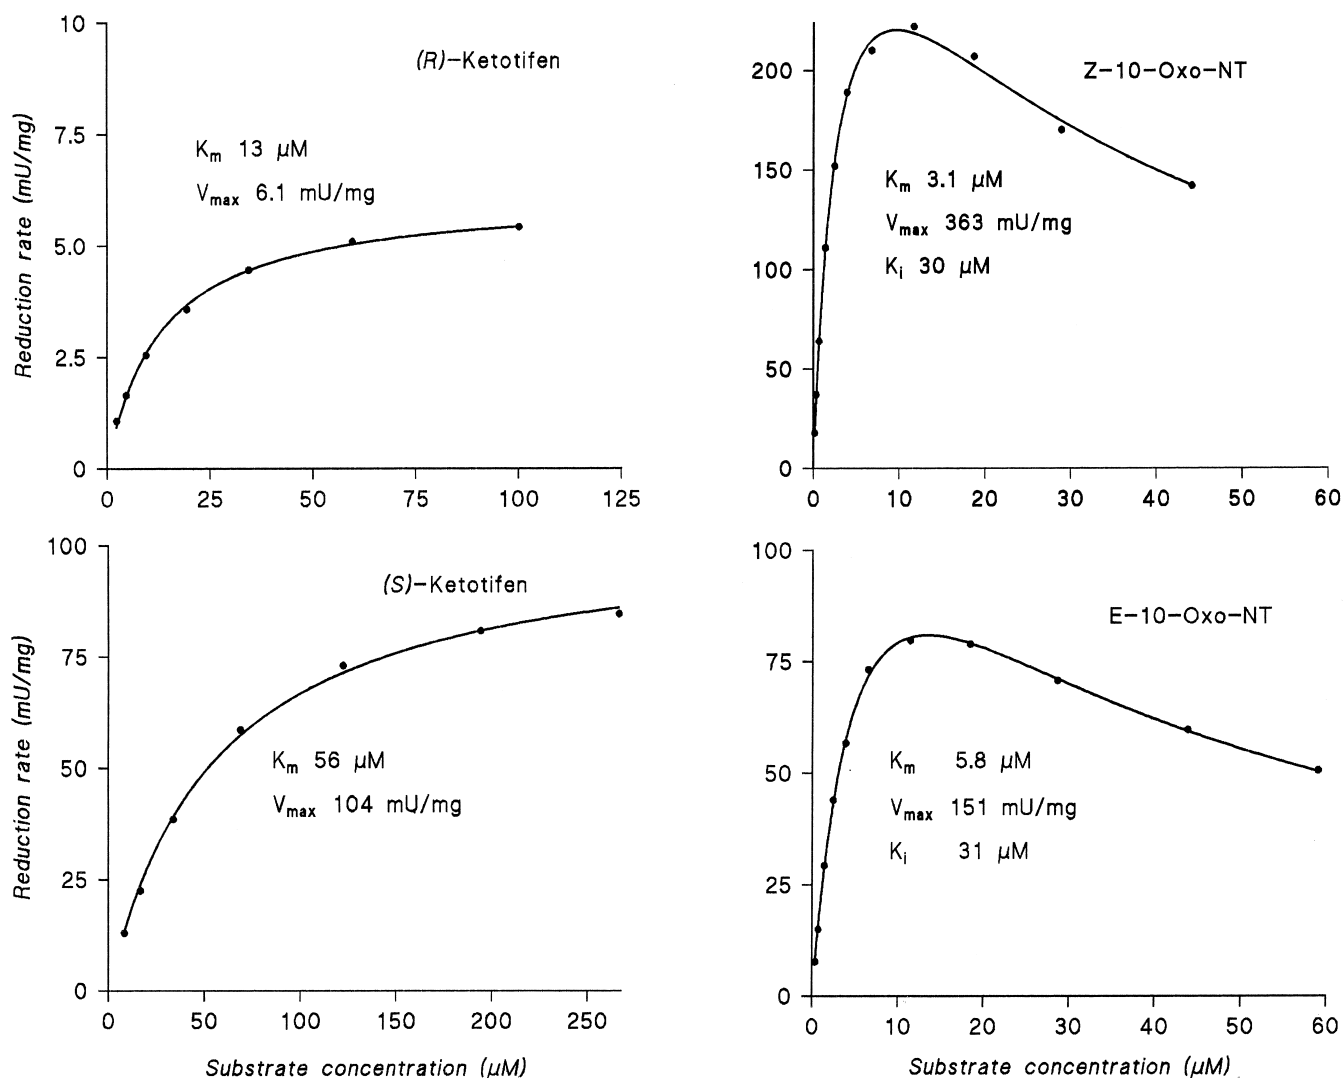 10
7.5
5.0
2.5
0
0 25 50 75 100 125
Reduction rate (mU/mg)
(R)-Ketotifen
Km 13 µM
Vmax 6.1 mU/mg
200
150
100
50
0
0 10 20 30 40 50 60
Z-10-Oxo-NT
Km 3.1 µM
Vmax 363 mU/mg
Ki 30 µM
100
75
50
25
0
0 50 100 150 200 250
Reduction rate (mU/mg)
Substrate concentration (µM)
(S)-Ketotifen
Km 56 µM
Vmax 104 mU/mg
100
75
50
25
0
0 10 20 30 40 50 60
Substrate concentration (µM)
E-10-Oxo-NT
Km 5.8 µM
Vmax 151 mU/mg
Ki 31 µM